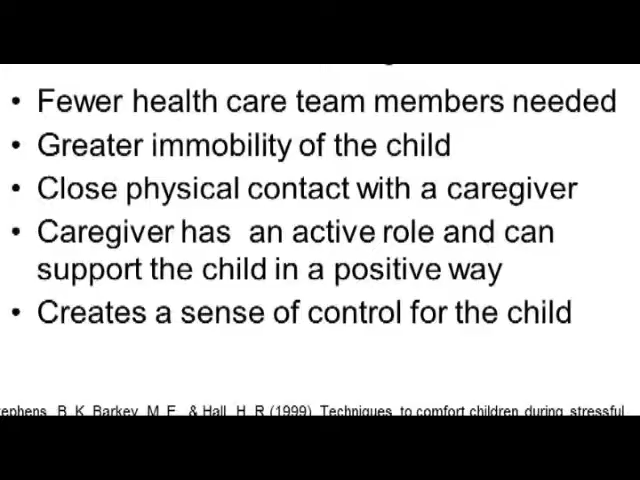 • Fewer health care team members needed
• Greater immobility of the child
• Close physical contact with a caregiver
• Caregiver has  an active role and can
support the child in a positive way
• Creates a sense of control for the child
B. K. Barkey, M. E., & Hall, H. R (1999). Techniques to comfort children during stressful